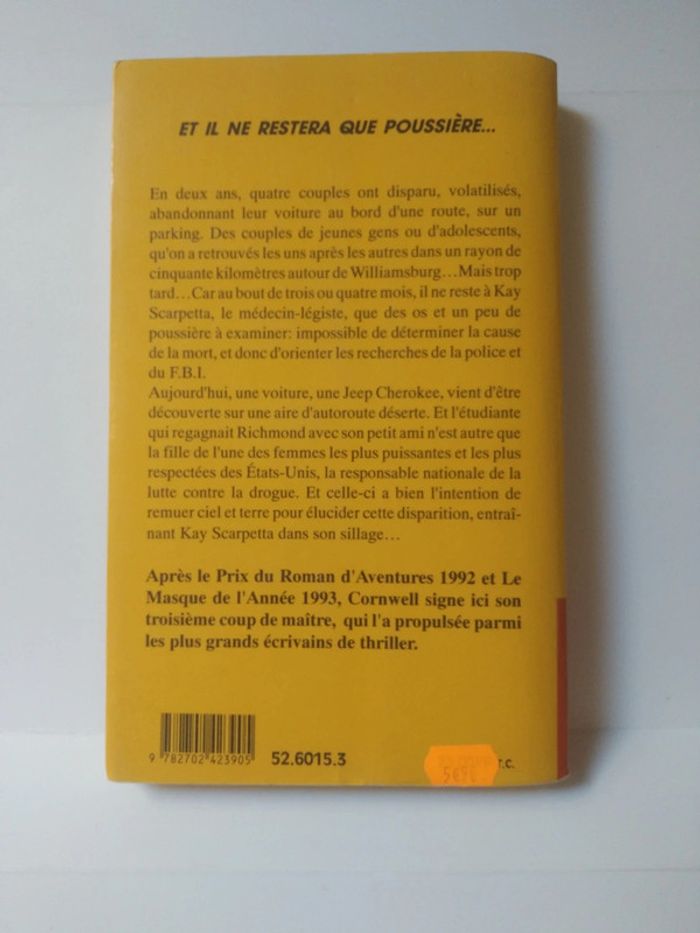 ET IL NE RESTERA QUE POUSSIÈRE...
En deux ans, quatre couples ont disparu, volatilisés,
abandonnant leur voiture au bord d'une route, sur un
parking. Des couples de jeunes gens ou d'adolescents,
qu'on a retrouvés les uns après les autres dans un rayon de
cinquante kilomètres autour de Williamsburg...Mais trop
tard...Car au bout de trois ou quatre mois, il ne reste à Kay
Scarpetta, le médecin-légiste, que des os et un peu de
poussière à examiner: impossible de déterminer la cause
de la mort, et donc d'orienter les recherches de la police et
du F.B.I.
Aujourd'hui, une voiture, une Jeep Cherokee, vient d'être
découverte sur une aire d'autoroute déserte. Et l'étudiante
qui regagnait Richmond avec son petit ami n'est autre que
la fille de l'une des femmes les plus puissantes et les plus
respectées des États-Unis, la responsable nationale de la
lutte contre la drogue. Et celle-ci a bien l'intention de
remuer ciel et terre pour élucider cette disparition, entraî-
nant Kay Scarpetta dans son sillage...
Après le Prix du Roman d'Aventures 1992 et Le
Masque de l'Année 1993, Cornwell signe ici son
troisième coup de maître, qui l'a propulsée parmi
les plus grands écrivains de thriller.
9 782702 423905 52.6015.3 T.C.